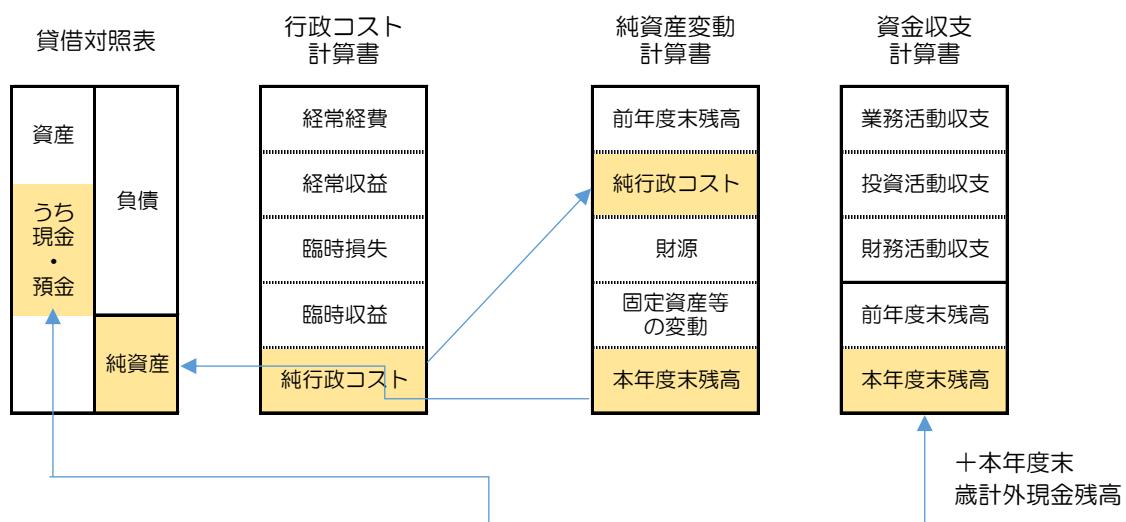 貸借対照表
資産
うち
現金
・
預金
負債
純資産
行政コスト
計算書
経常経費
経常収益
臨時損失
臨時収益
純行政コスト
純資産変動
計算書
前年度末残高
純行政コスト
財源
固定資産等
の変動
本年度末残高
資金収支
計算書
業務活動収支
投資活動収支
財務活動収支
前年度末残高
本年度末残高
＋本年度末
歳計外現金残高